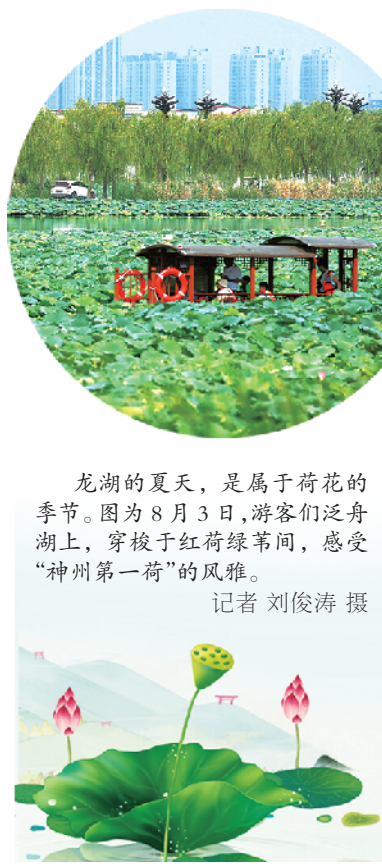 龙湖的夏天，是属于荷花的
季节。图为8月3日，游客们泛舟
湖上，穿梭于红荷绿苇间，感受
“神州第一荷”的风雅。
记者 刘俊涛 摄